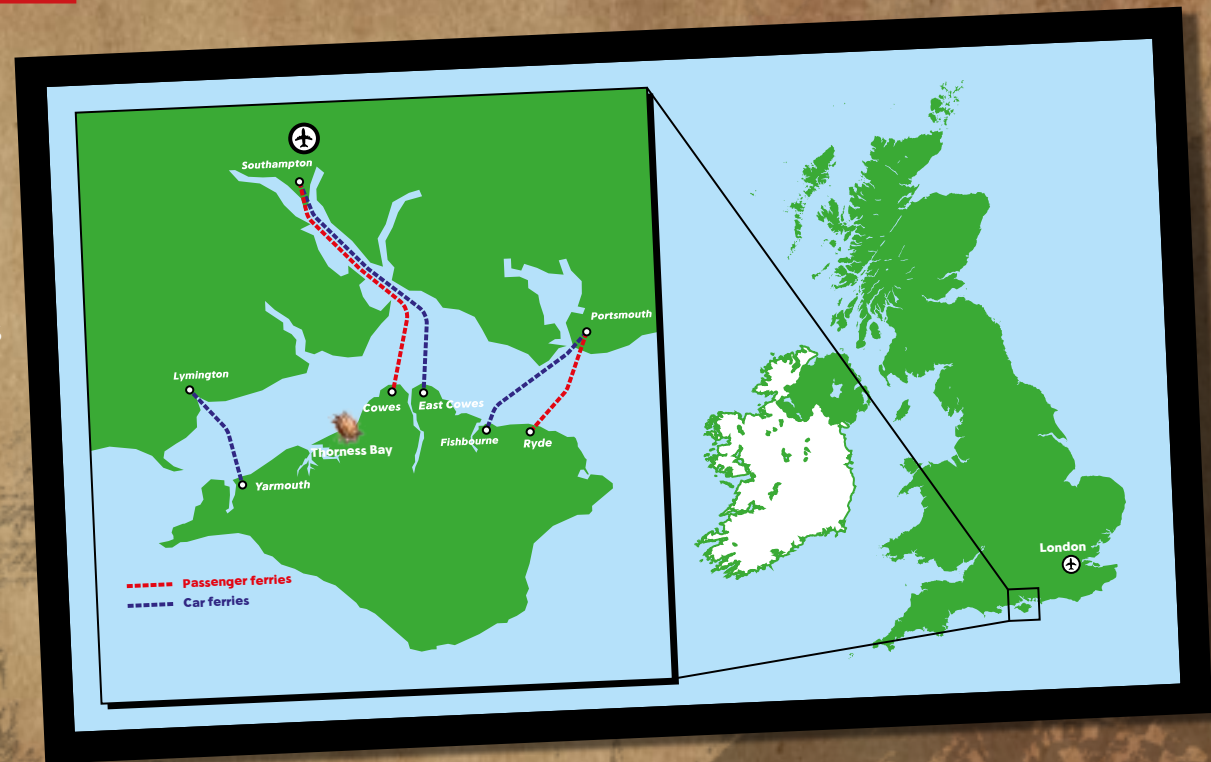 Southampton
Portsmouth
Lymington
Cowes
East Cowes
Fishbourne
Ryde
Thorness Bay
Yarmouth
London
Passenger ferries
Car ferries